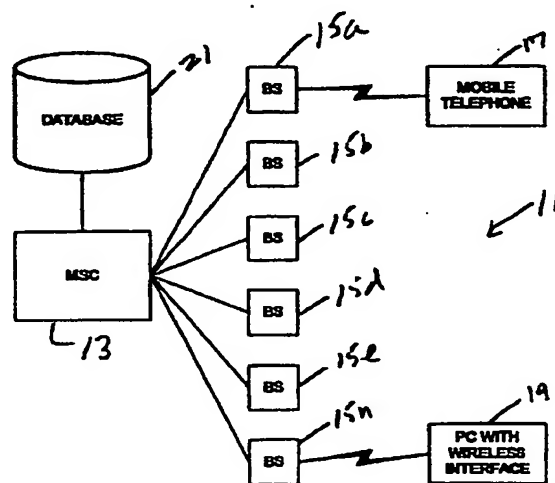 15a
17
21
BS
MOBILE
TELEPHONE
DATABASE
BS
15b
11
BS
15c
MSC
BS
15d
13
BS
15e
19
BS
15n
PC WITH
WIRELESS
INTERFACE